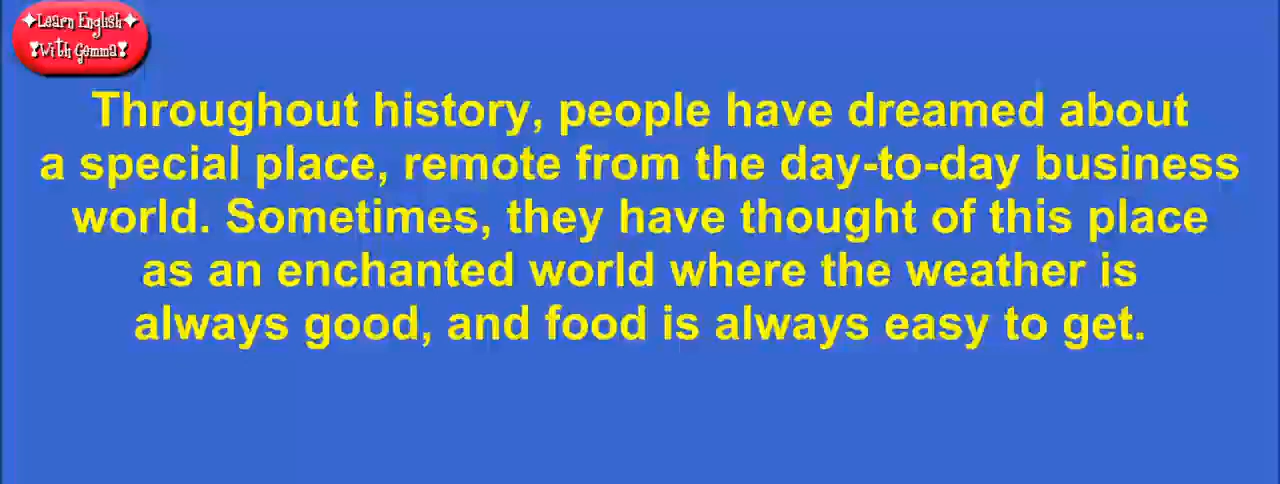 ✦Learn English✦
❣With Gemma❣
Throughout history, people have dreamed about
a special place, remote from the day-to-day business
world. Sometimes, they have thought of this place
as an enchanted world where the weather is
always good, and food is always easy to get.